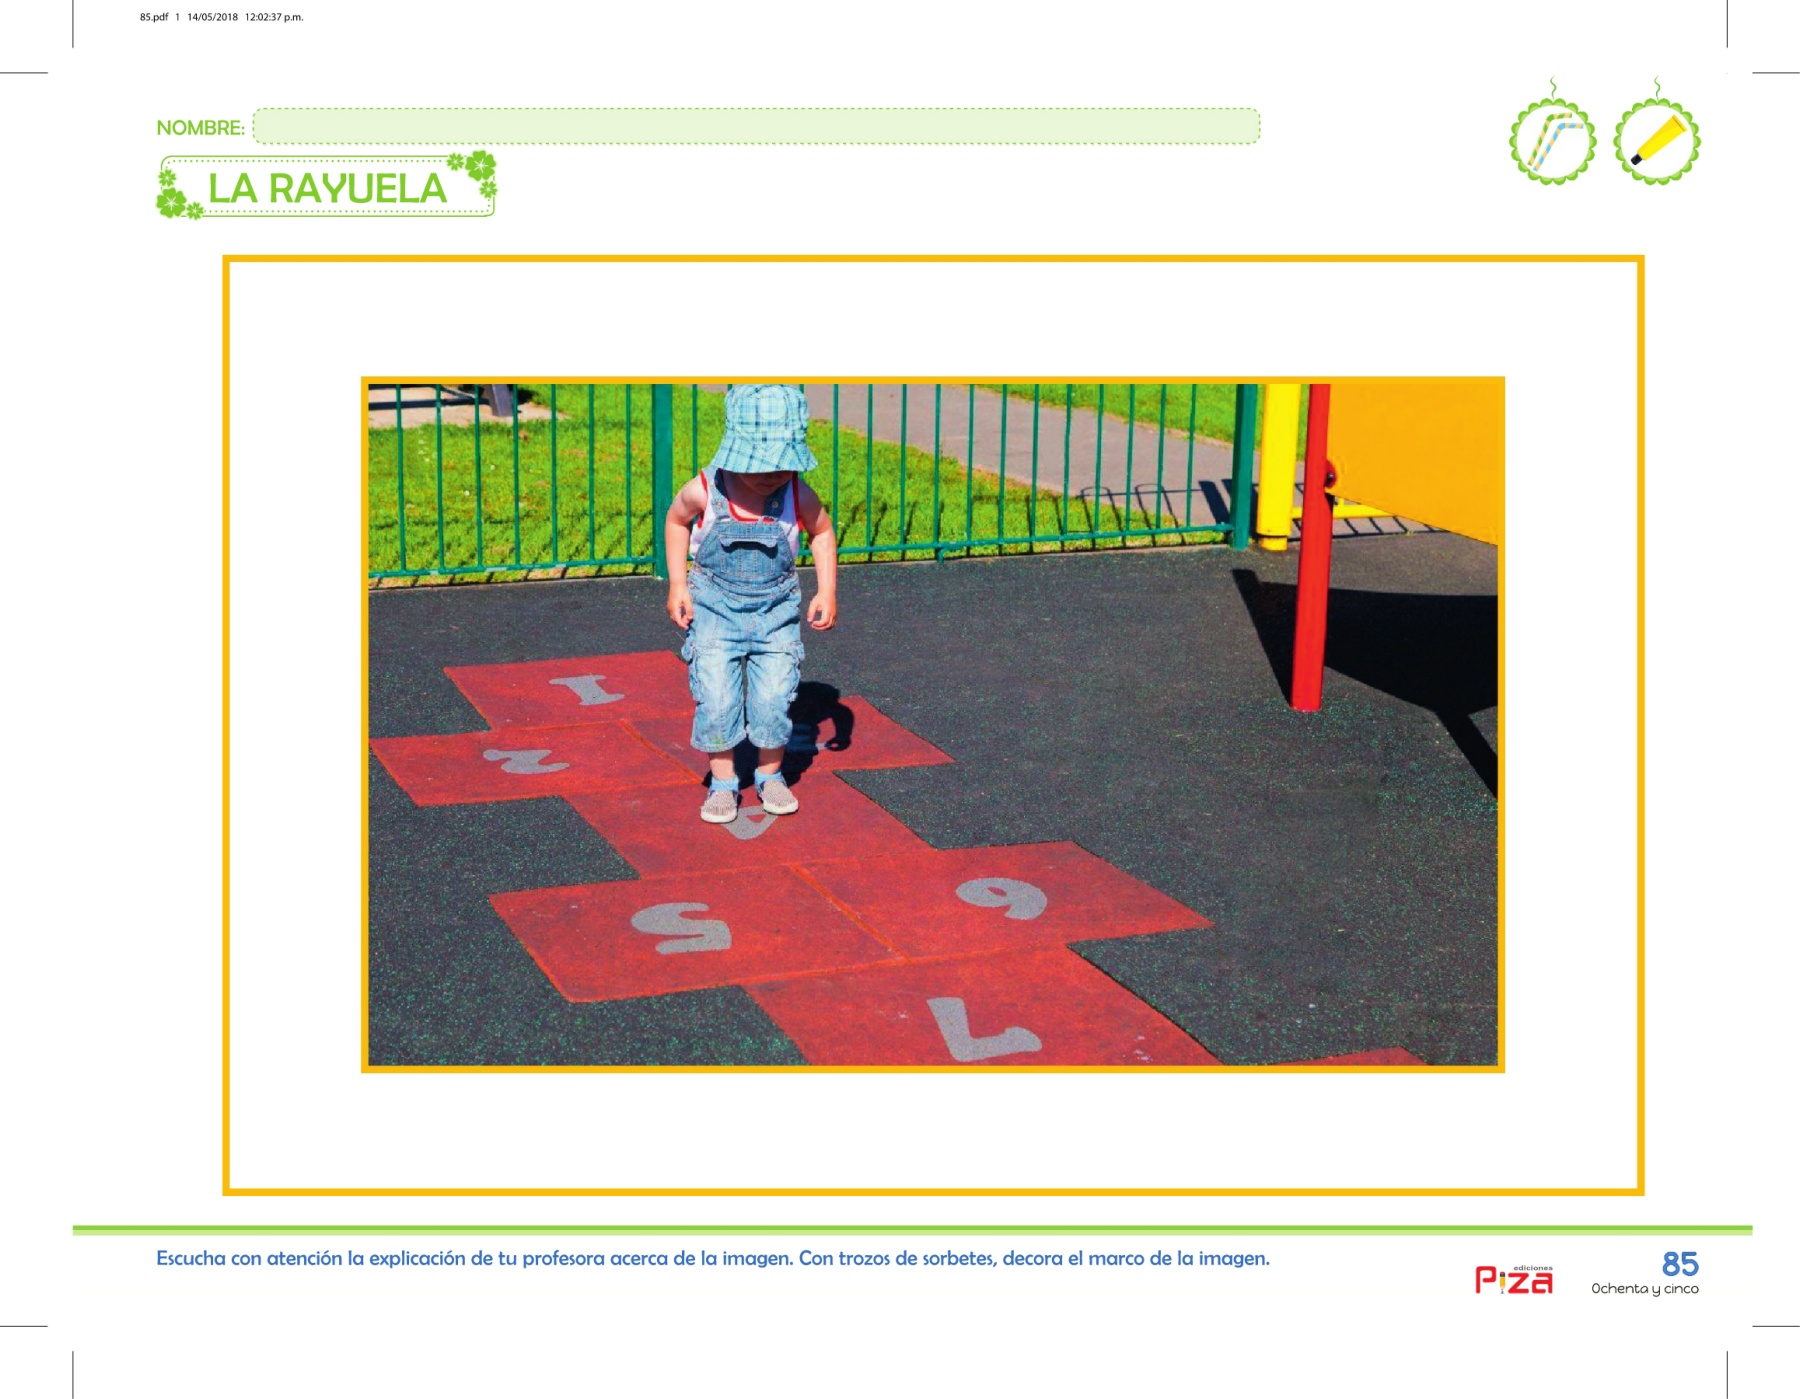 85.pdf 1 14/05/2018 12:02:37 p.m.
NOMBRE:
LA RAYUELA
1
2
4
5
6
7
Escucha con atención la explicación de tu profesora acerca de la imagen. Con trozos de sorbetes, decora el marco de la imagen.
ediciones
Piza
85
Ochenta y cinco